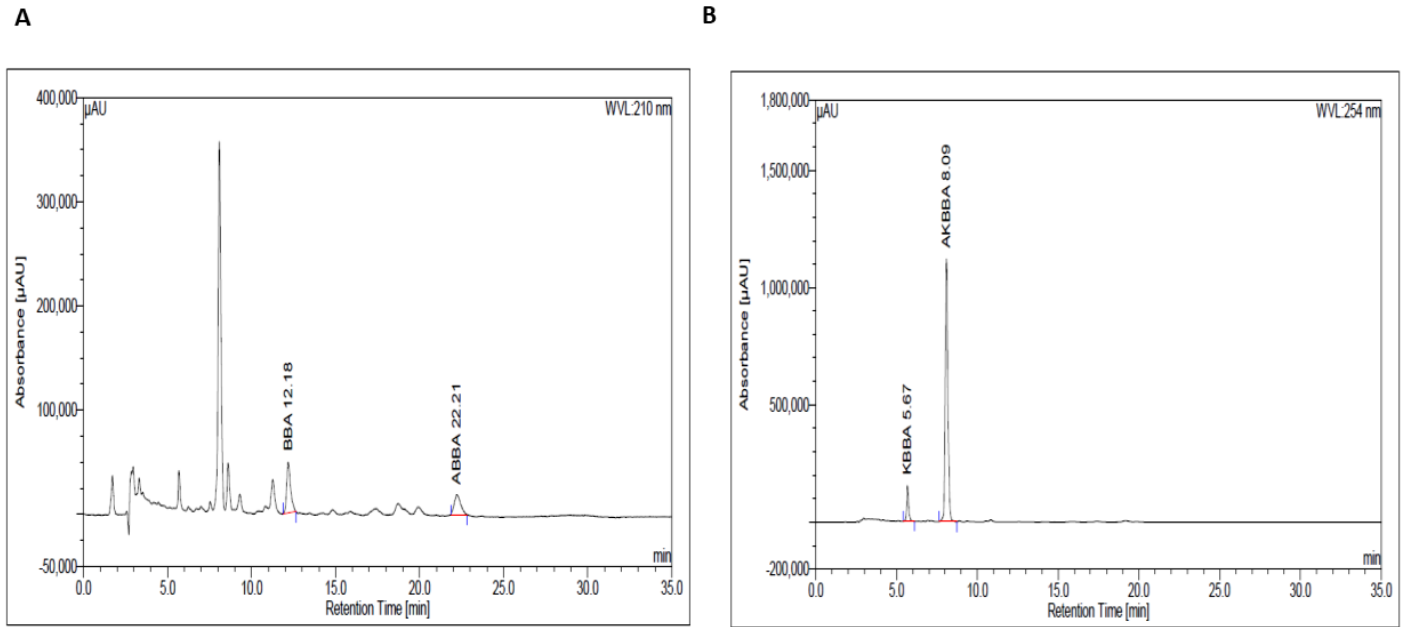 A
B
400,000
µAU
WVL:210 nm
300,000
200,000
100,000
-50,000
Absorbance [µAU]
BBA 12.18
ABBA 22.21
min
0.0 5.0 10.0 15.0 20.0 25.0 30.0 35.0
Retention Time [min]
1,800,000
µAU
WVL:254 nm
1,500,000
1,000,000
500,000
-200,000
Absorbance [µAU]
KBBA 5.67
AKBBA 8.09
min
0.0 5.0 10.0 15.0 20.0 25.0 30.0 35.0
Retention Time [min]